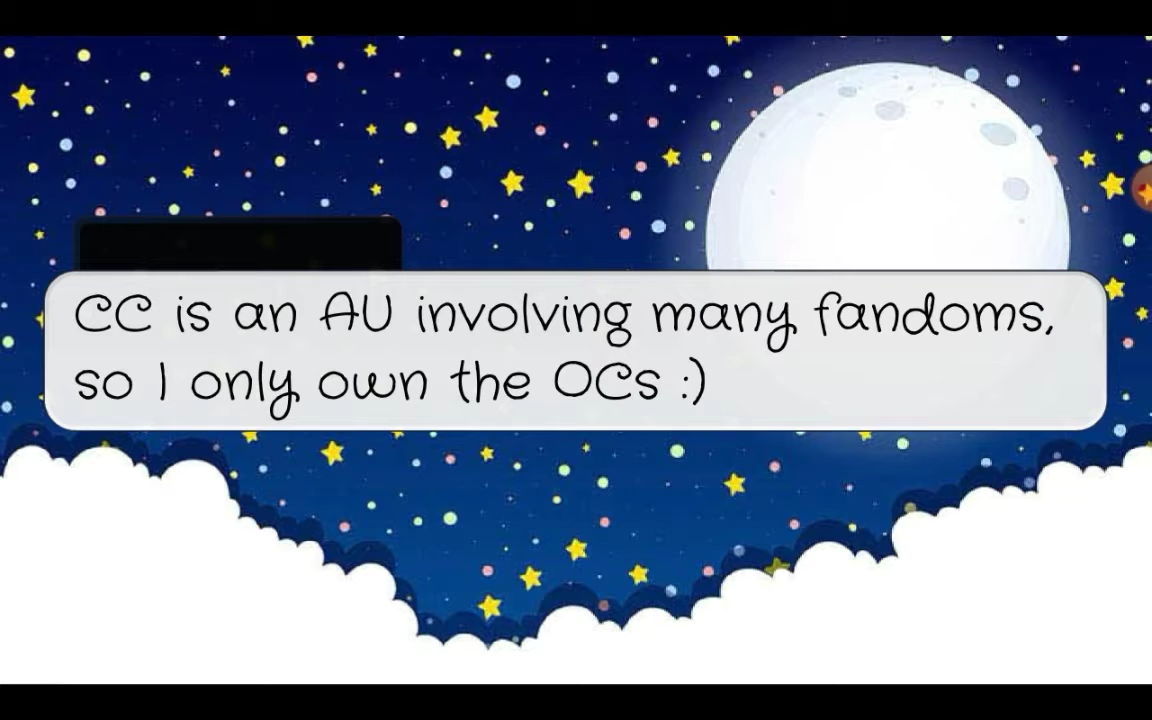 CC is an AU involving many fandoms,
so I only own the OCs :)